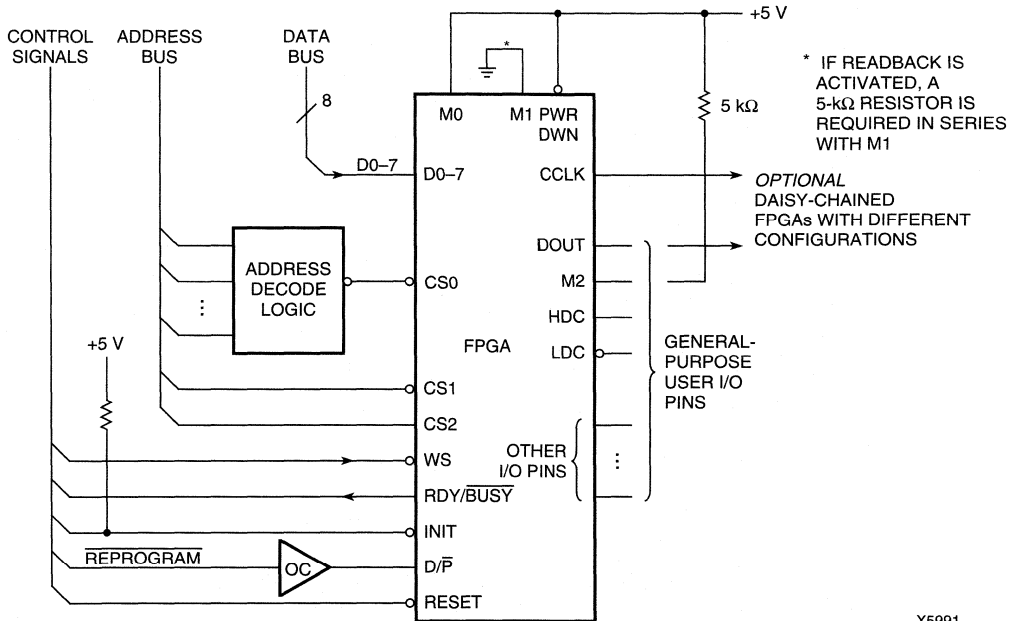 +5 V
CONTROL
SIGNALS
ADDRESS
BUS
DATA
BUS
*
8
M0
M1
PWR
DWN
5 kΩ
* IF READBACK IS
ACTIVATED, A
5-kΩ RESISTOR IS
REQUIRED IN SERIES
WITH M1
D0–7
D0–7
CCLK
OPTIONAL
DAISY-CHAINED
FPGAs WITH DIFFERENT
CONFIGURATIONS
DOUT
ADDRESS
DECODE
LOGIC
CS0
M2
HDC
+5 V
FPGA
LDC
GENERAL-
PURPOSE
USER I/O
PINS
CS1
CS2
OTHER
I/O PINS
WS
RDY/BUSY
INIT
REPROGRAM
OC
D/P
RESET
X5991